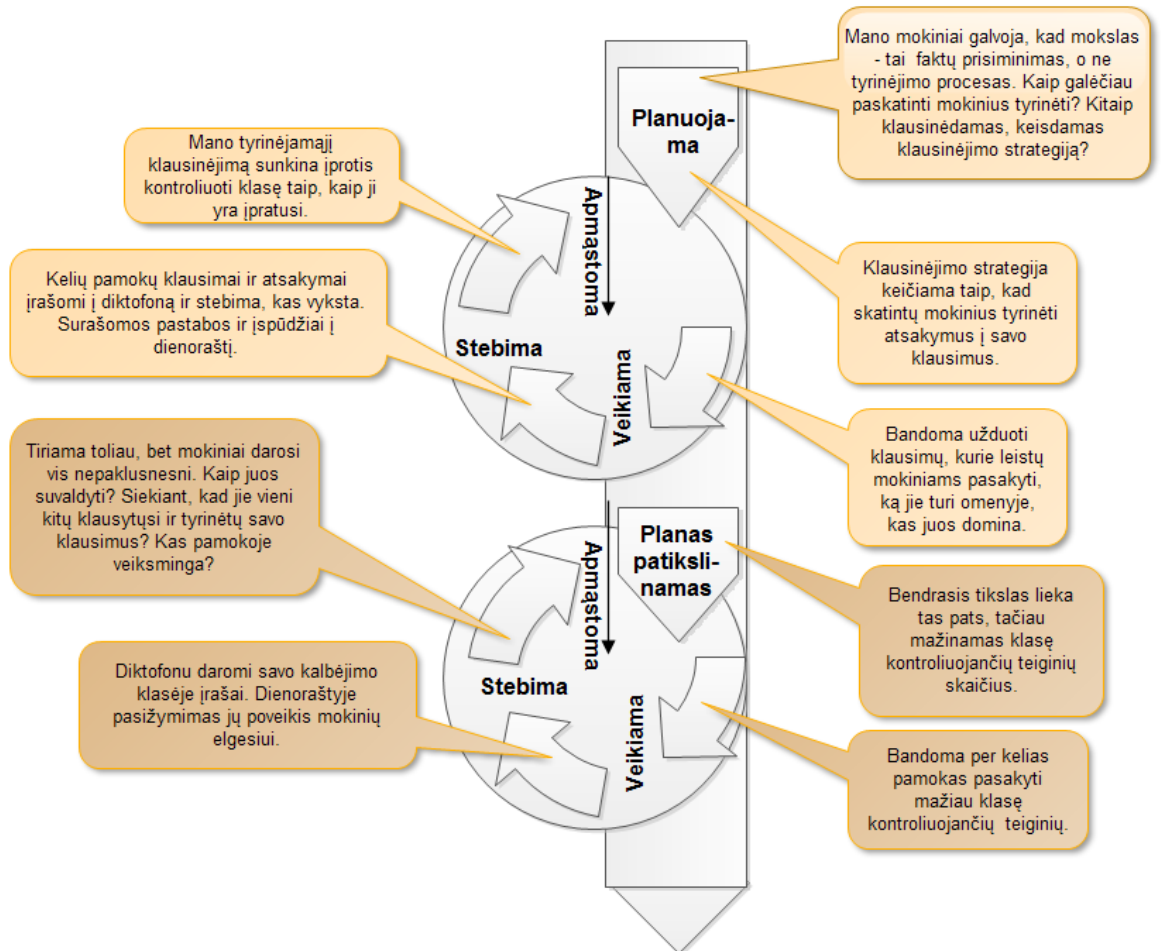 Mano mokiniai galvoja, kad mokslas
- tai faktų prisiminimas, o ne
tyrinėjimo procesas. Kaip galėčiau
paskatinti mokinius tyrinėti? Kitaip
klausinėdamas, keisdamas
klausinėjimo strategiją?
Planuoja-
ma
Mano tyrinėjamąjį
klausinėjimą sunkina įprotis
kontroliuoti klasę taip, kaip ji
yra įpratusi.
Apmąstoma
Klausinėjimo strategija
keičiama taip, kad
skatintų mokinius tyrinėti
atsakymus į savo
klausimus.
Kelių pamokų klausimai ir atsakymai
įrašomi į diktofoną ir stebima, kas vyksta.
Surašomos pastabos ir įspūdžiai į
dienoraštį.
Stebima
Veikiama
Bandoma užduoti
klausimų, kurie leistų
mokiniams pasakyti,
ką jie turi omenyje,
kas juos domina.
Tiriama toliau, bet mokiniai darosi
vis nepaklusnesni. Kaip juos
suvaldyti? Siekiant, kad jie vieni
kitų klausytųsi ir tyrinėtų savo
klausimus? Kas pamokoje
veiksminga?
Planas
patiksli-
namas
Apmąstoma
Bendrasis tikslas lieka
tas pats, tačiau
mažinamas klasę
kontroliuojančių teiginių
skaičius.
Diktofonu daromi savo kalbėjimo
klasėje įrašai. Dienoraštyje
pasižymimas jų poveikis mokinių
elgesiui.
Stebima
Veikiama
Bandoma per kelias
pamokas pasakyti
mažiau klasę
kontroliuojančių teiginių.